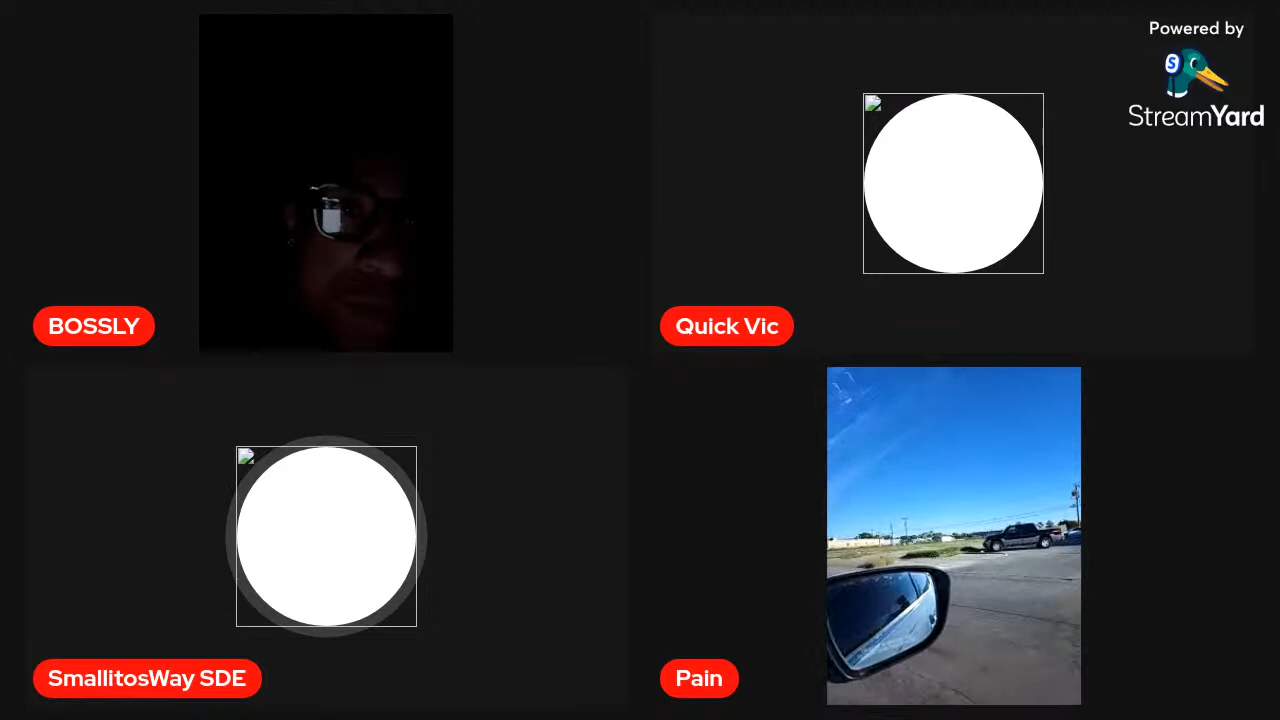 Powered by
S
StreamYard
BOSSLY
Quick Vic
SmallitosWay SDE
Pain